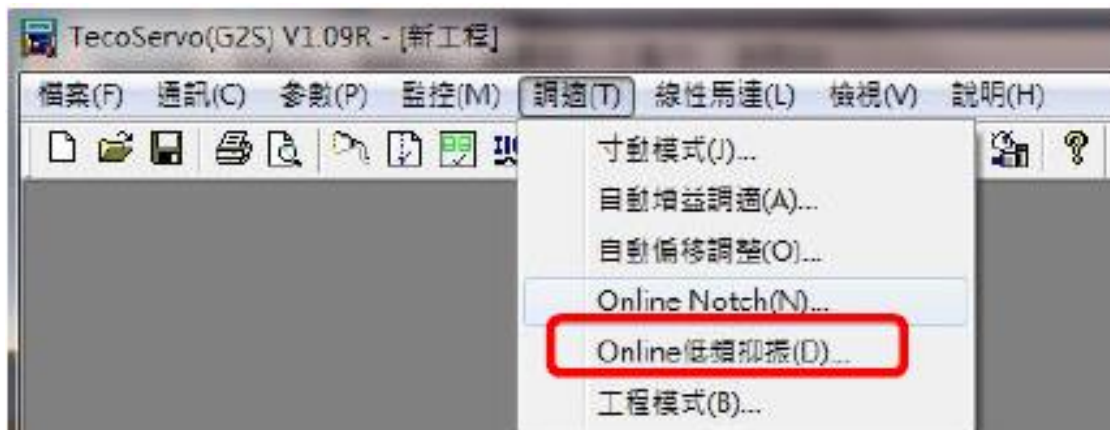 TecoServo(G2S) V1.09R - [新工程]
檔案(F) 通訊(C) 參數(P) 監控(M) 調適(T) 線性馬達(L) 檢視(V) 說明(H)
寸動模式(J)...
自動增益調適(A)...
自動偏移調整(O)...
Online Notch(N)...
Online低頻抑振(D)...
工程模式(B)...